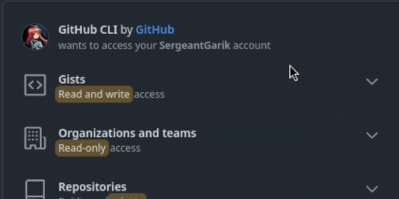 GitHub CLI by GitHub
wants to access your SergeantGarik account
Gists
Read and write access
Organizations and teams
Read-only access
Repositories